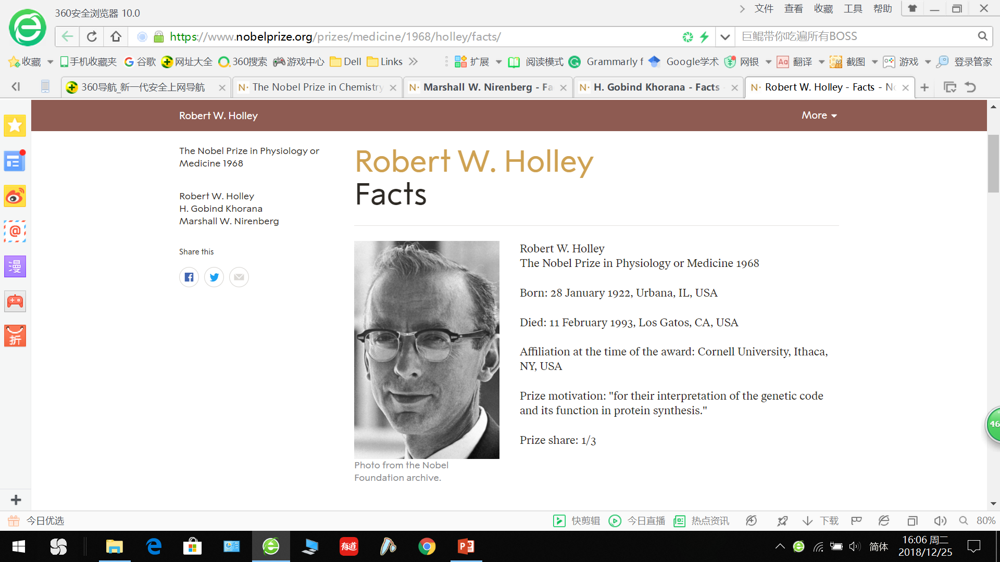 360安全浏览器 10.0
文件 查看 收藏 工具 帮助
https://www.nobelprize.org/prizes/medicine/1968/holley/facts/
巨鲲带你吃遍所有BOSS
收藏 手机收藏夹 谷歌 网址大全 360搜索 游戏中心 Dell Links 扩展 阅读模式 Grammarly f Google学术 网银 Aa 翻译 截图 游戏 登录管家
360导航_新一代安全上网导航 The Nobel Prize in Chemistry Marshall W. Nirenberg - Fa H. Gobind Khorana - Facts Robert W. Holley - Facts - No
Robert W. Holley
More
The Nobel Prize in Physiology or
Medicine 1968
Robert W. Holley
H. Gobind Khorana
Marshall W. Nirenberg
Share this
Robert W. Holley
Facts
Robert W. Holley
The Nobel Prize in Physiology or Medicine 1968
Born: 28 January 1922, Urbana, IL, USA
Died: 11 February 1993, Los Gatos, CA, USA
Affiliation at the time of the award: Cornell University, Ithaca,
NY, USA
Prize motivation: "for their interpretation of the genetic code
and its function in protein synthesis."
Prize share: 1/3
Photo from the Nobel
Foundation archive.
漫
折
46
今日优选
快剪辑 今日直播 热点资讯 下载 80%
有道
简体
16:06 周二
2018/12/25